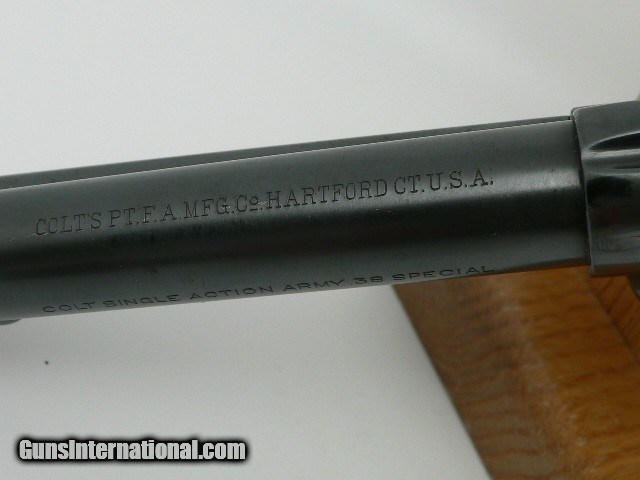 COLT'S PT.F.A.MFG.Co.HARTFORD CT.U.S.A.
COLT SINGLE ACTION ARMY 38 SPECIAL
GunsInternational.com